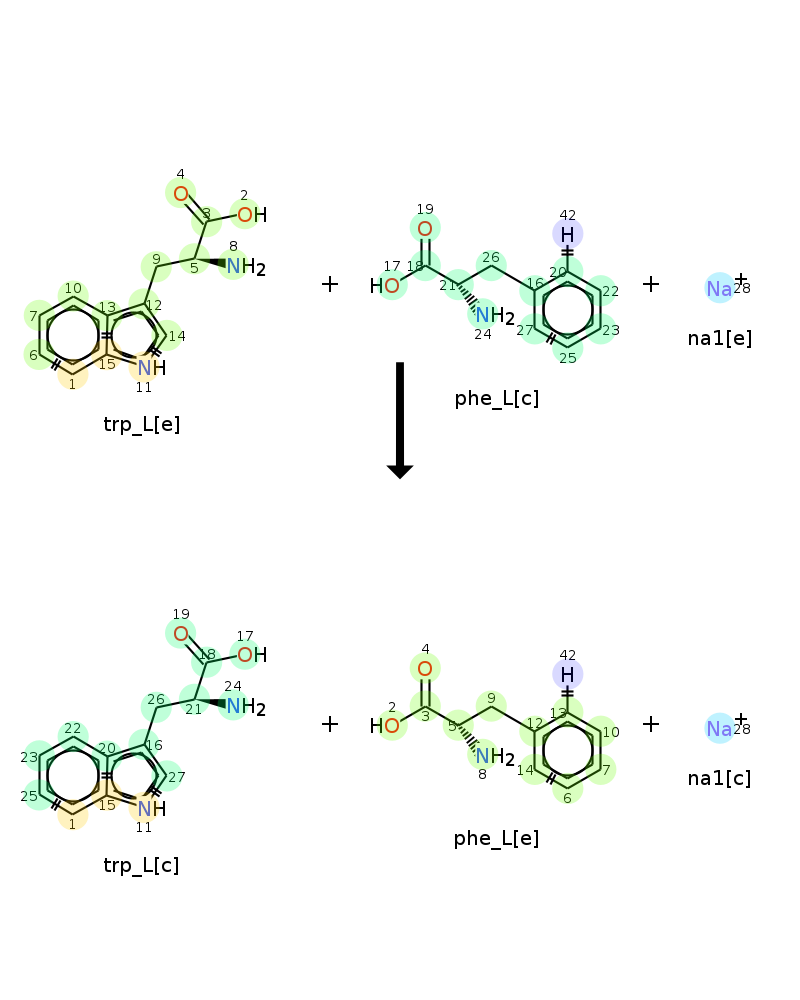 4 2
O 3 OH
19 42
O H
8
9 5 NH2
17 18 26 20
HO 21 16 22
+ + Na+ 28
10 12
7 13 14
NH2 27 23
24 25
6 15 NH
1 11
na1[e]
trp_L[e]
phe_L[c]
19 17
O 18 OH
4 42
O H
24
26 21 NH2
2 3 9 13
HO 5 12 10
+ + Na+ 28
22 16
23 20 27
NH2 14 7
8 6
25 15 NH
1 11
na1[c]
trp_L[c]
phe_L[e]